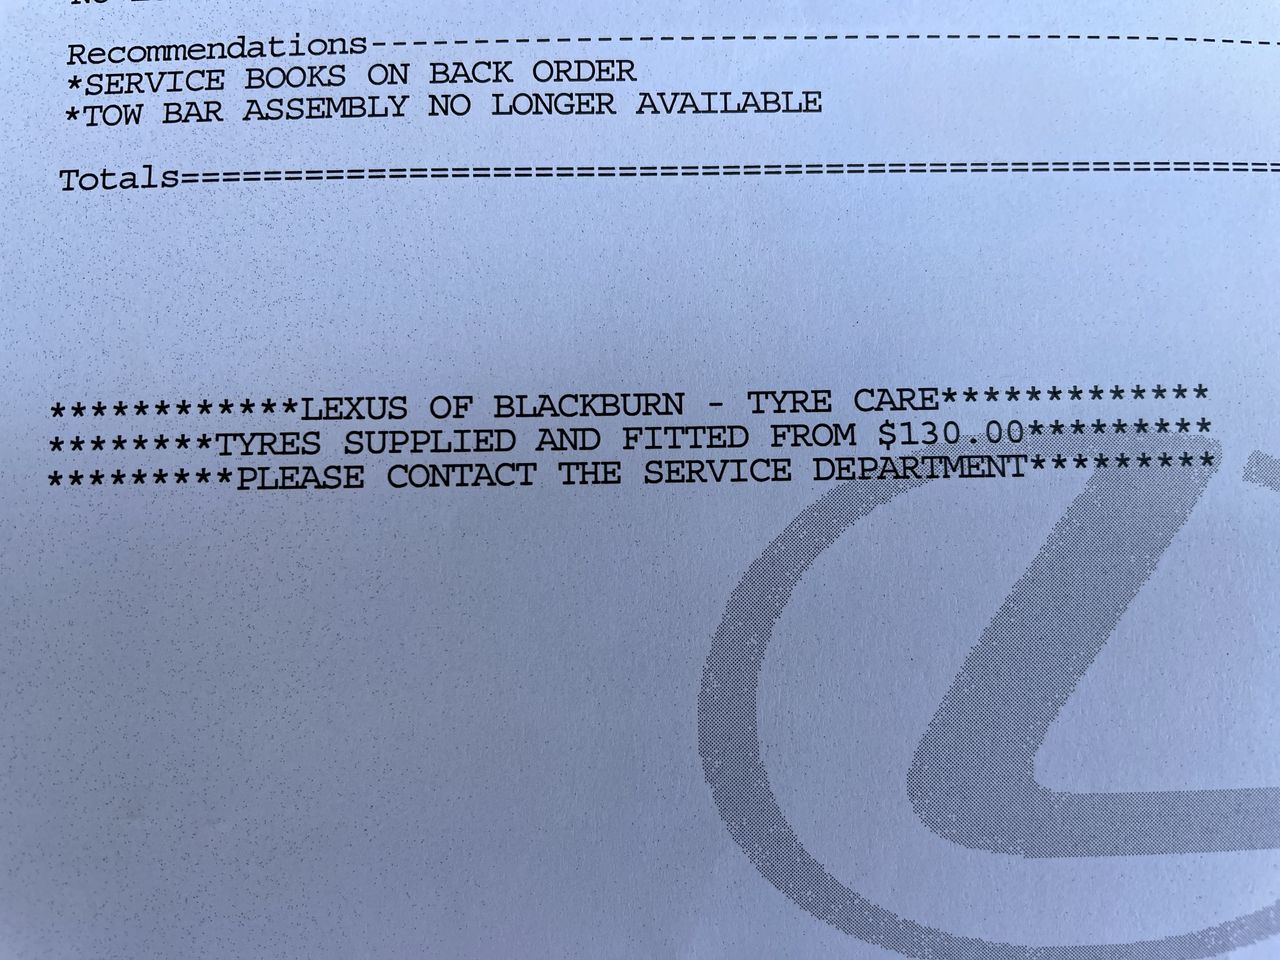 Recommendations--------------------------------------------
*SERVICE BOOKS ON BACK ORDER
*TOW BAR ASSEMBLY NO LONGER AVAILABLE
Totals=====================================================
************LEXUS OF BLACKBURN - TYRE CARE*************
********TYRES SUPPLIED AND FITTED FROM $130.00*********
*********PLEASE CONTACT THE SERVICE DEPARTMENT*********